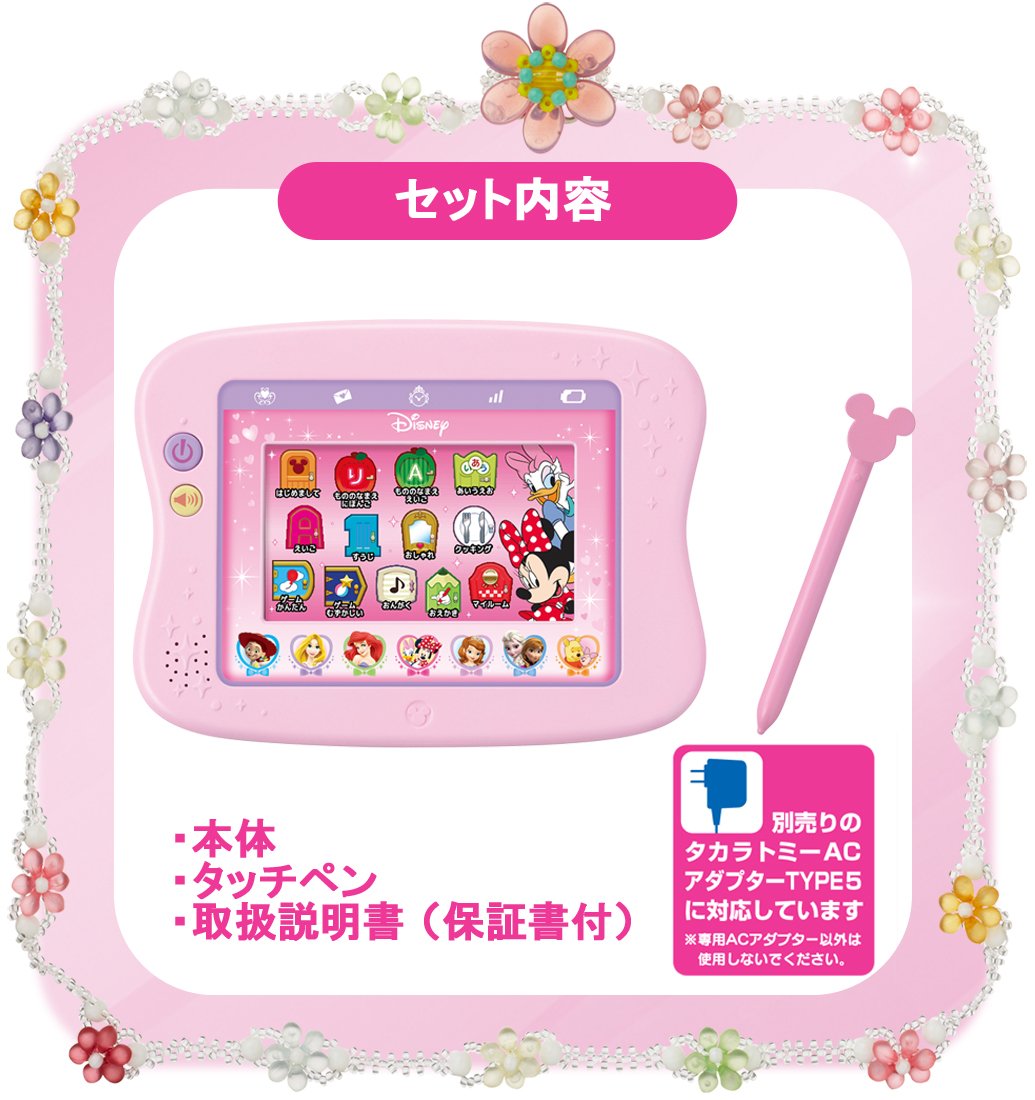 セット内容
Disney
はじめまして
もののなまえ
にほんご
もののなまえ
えいご
あいうえお
り
A
えいご
すうじ
おしゃれ
クッキング
ゲーム
かんたん
ゲーム
むずかしい
おんがく
おえかき
マイルーム
・本体
・タッチペン
・取扱説明書（保証書付）
別売りの
タカラトミーAC
アダプターTYPE5
に対応しています
※専用ACアダプター以外は
使用しないでください。